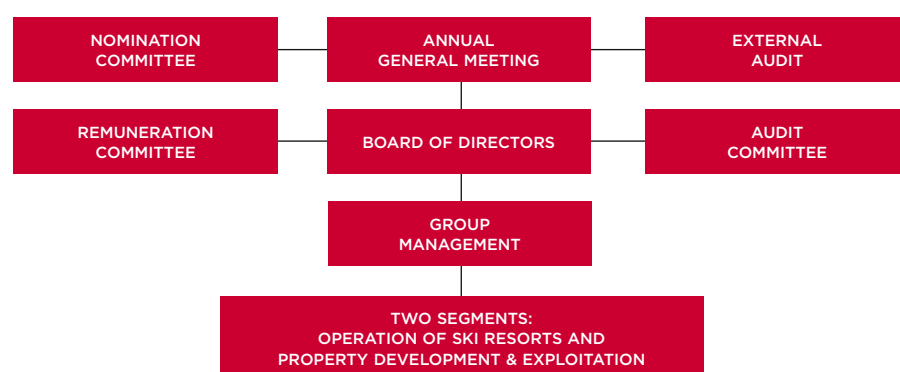 NOMINATION
COMMITTEE
ANNUAL
GENERAL MEETING
EXTERNAL
AUDIT
REMUNERATION
COMMITTEE
BOARD OF DIRECTORS
AUDIT
COMMITTEE
GROUP
MANAGEMENT
TWO SEGMENTS:
OPERATION OF SKI RESORTS AND
PROPERTY DEVELOPMENT & EXPLOITATION